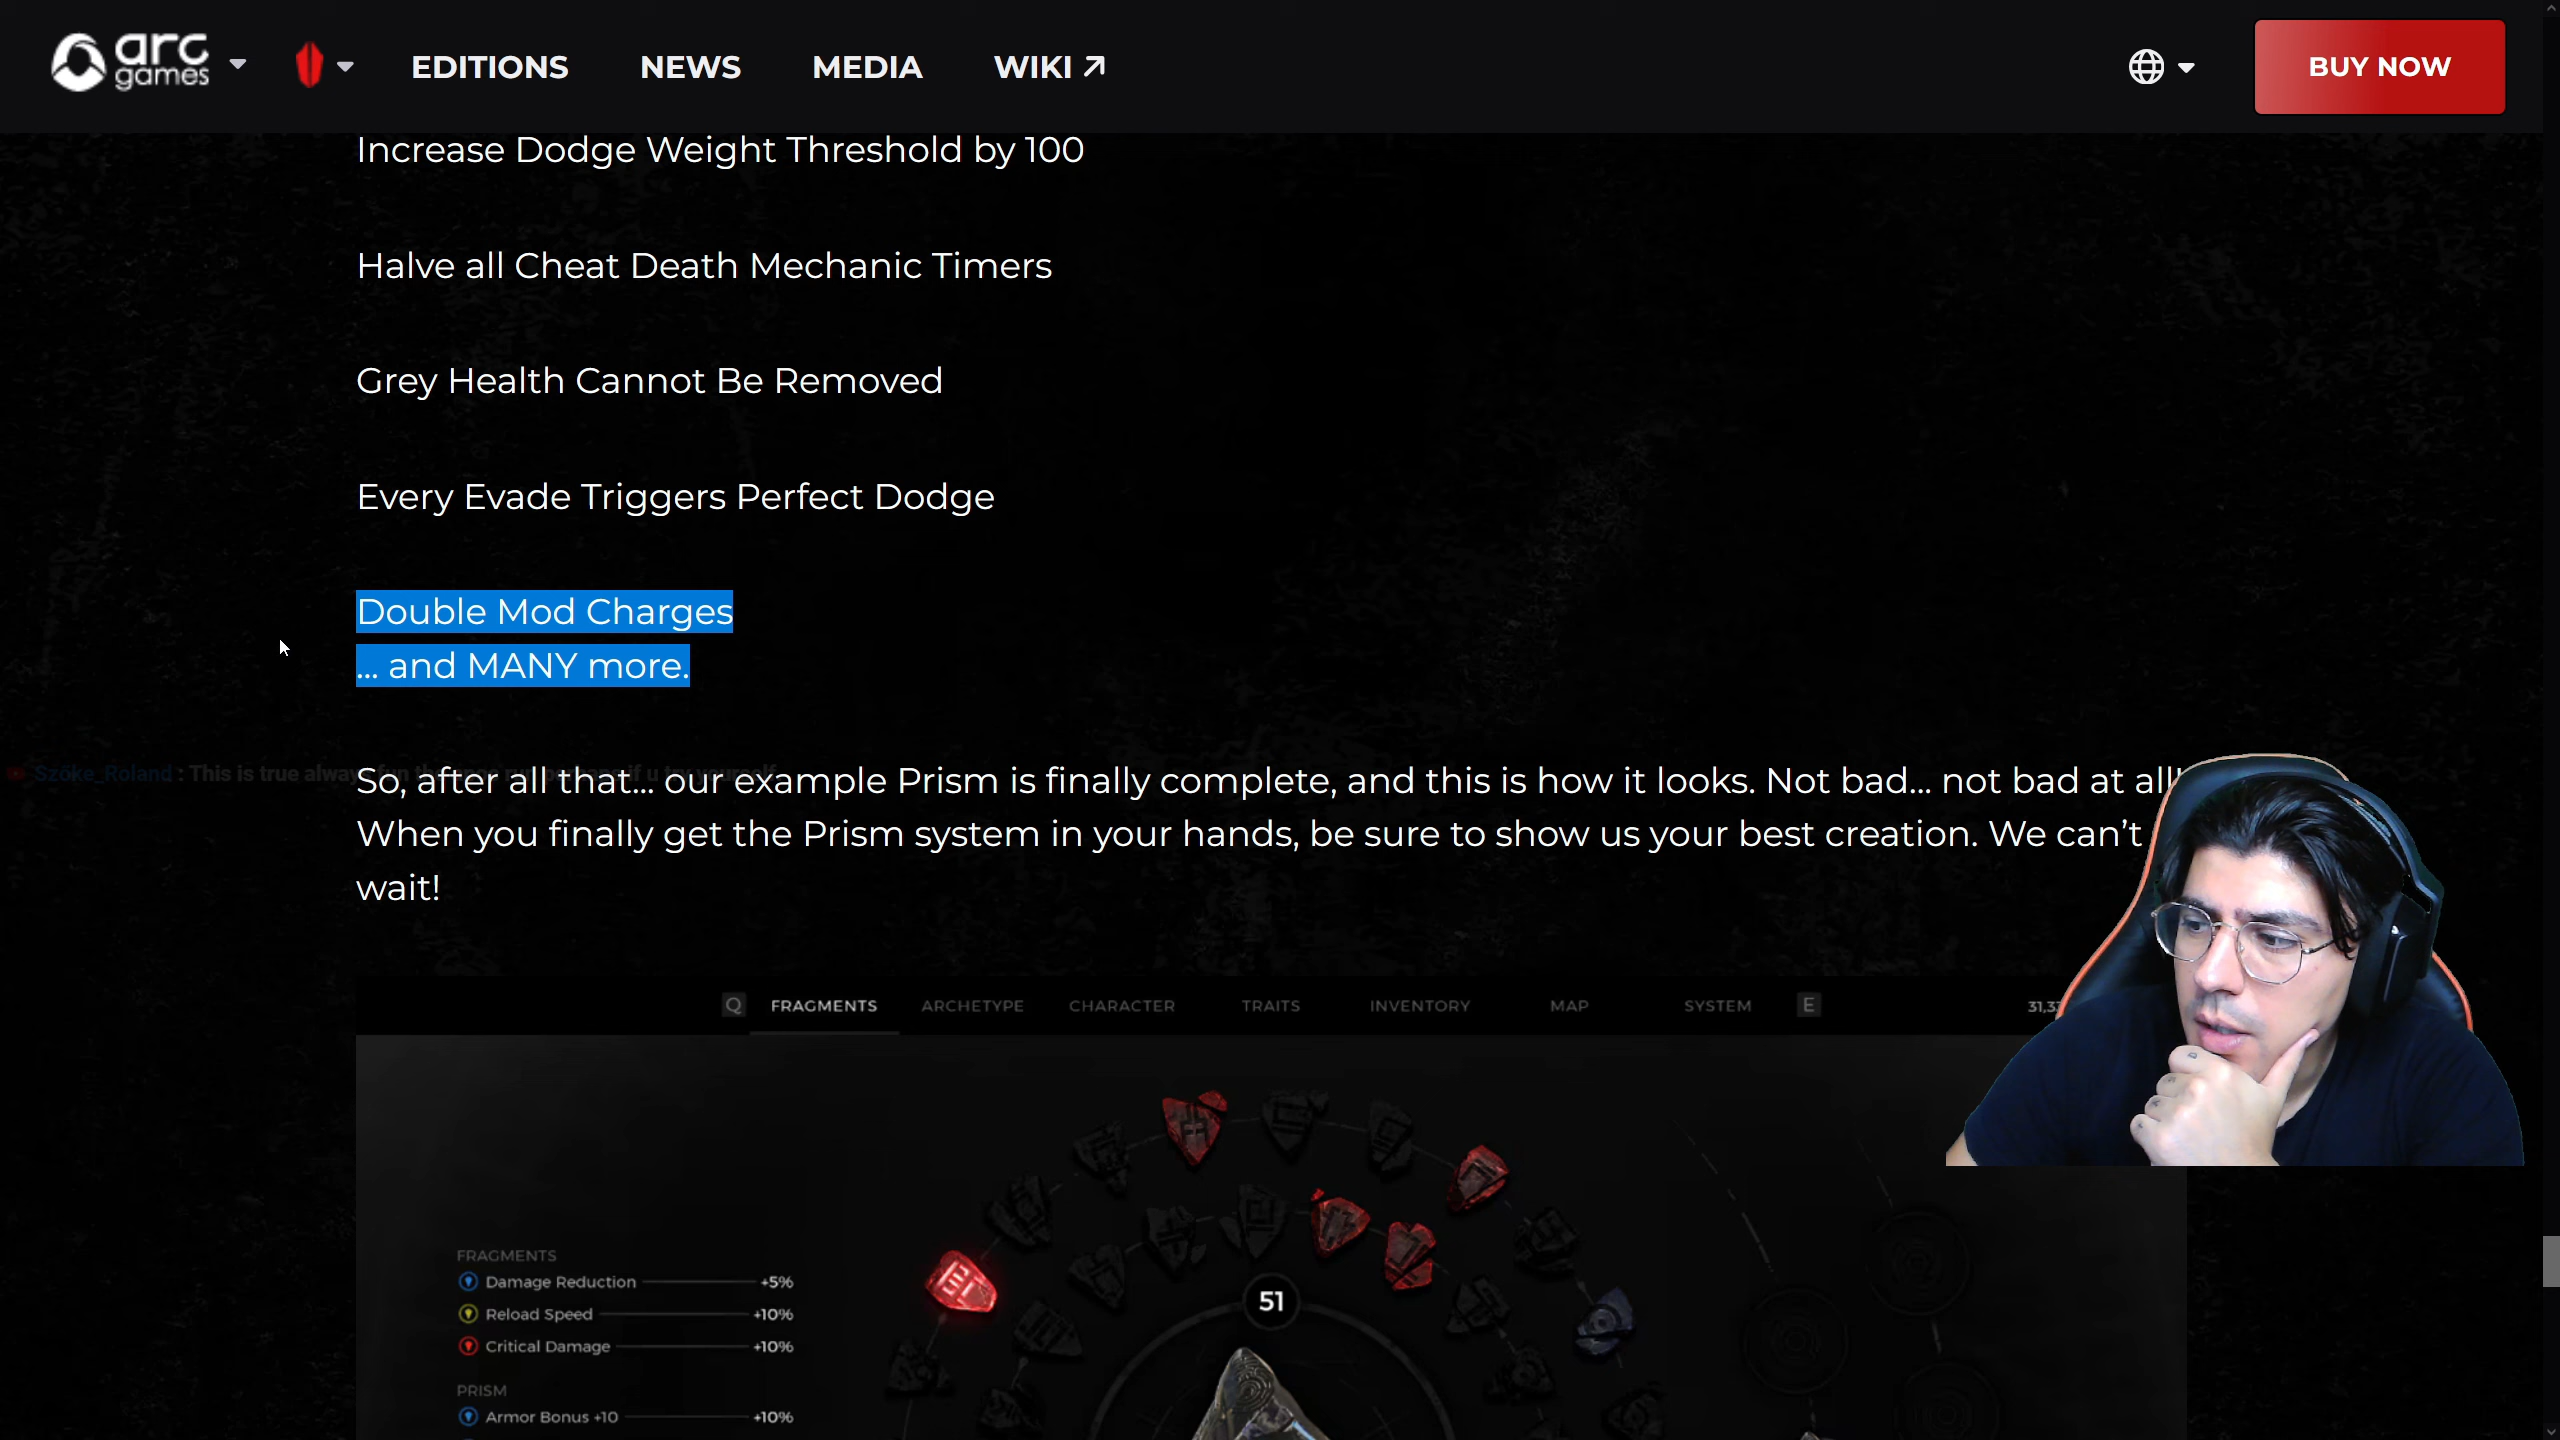 arc games
EDITIONS
NEWS
MEDIA
WIKI
BUY NOW
Increase Dodge Weight Threshold by 100
Halve all Cheat Death Mechanic Timers
Grey Health Cannot Be Removed
Every Evade Triggers Perfect Dodge
Double Mod Charges
... and MANY more.
Szőke_Roland : This is true alway
So, after all that... our example Prism is finally complete, and this is how it looks. Not bad... not bad at all!
When you finally get the Prism system in your hands, be sure to show us your best creation. We can't
wait!
Q FRAGMENTS ARCHETYPE CHARACTER TRAITS INVENTORY MAP SYSTEM E
FRAGMENTS
Damage Reduction +5%
Reload Speed +10%
Critical Damage +10%
51
PRISM
Armor Bonus +10 +10%